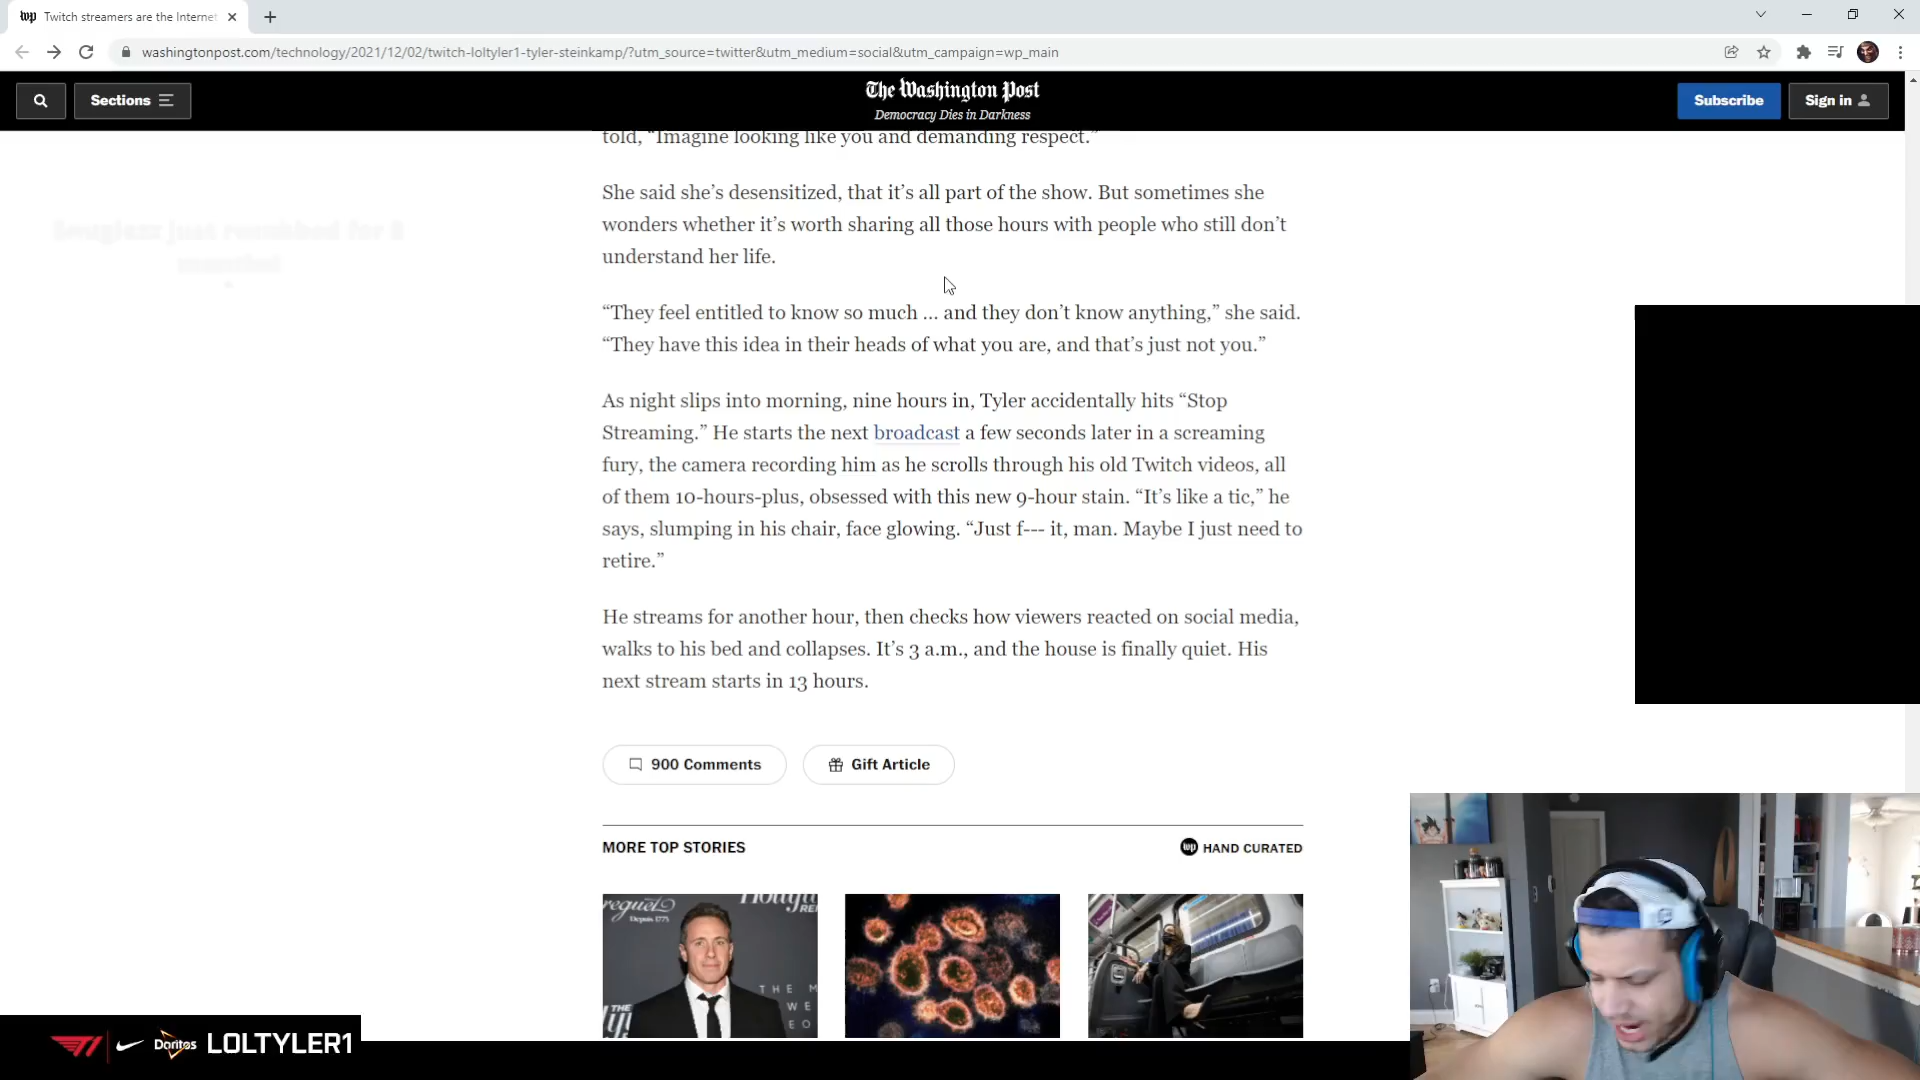 Twitch streamers are the Internet
washingtonpost.com/technology/2021/12/02/twitch-loltyler1-tyler-steinkamp/?utm_source=twitter&utm_medium=social&utm_campaign=wp_main
Sections
The Washington Post
Democracy Dies in Darkness
Subscribe
Sign in
told, “Imagine looking like you and demanding respect.”
She said she’s desensitized, that it’s all part of the show. But sometimes she
wonders whether it’s worth sharing all those hours with people who still don’t
understand her life.
“They feel entitled to know so much ... and they don’t know anything,” she said.
“They have this idea in their heads of what you are, and that’s just not you.”
As night slips into morning, nine hours in, Tyler accidentally hits “Stop
Streaming.” He starts the next broadcast a few seconds later in a screaming
fury, the camera recording him as he scrolls through his old Twitch videos, all
of them 10-hours-plus, obsessed with this new 9-hour stain. “It’s like a tic,” he
says, slumping in his chair, face glowing. “Just f--- it, man. Maybe I just need to
retire.”
He streams for another hour, then checks how viewers reacted on social media,
walks to his bed and collapses. It’s 3 a.m., and the house is finally quiet. His
next stream starts in 13 hours.
900 Comments
Gift Article
MORE TOP STORIES
wp HAND CURATED
reguet
Depuis 1775
THE
T1
Doritos
LOLTYLER1